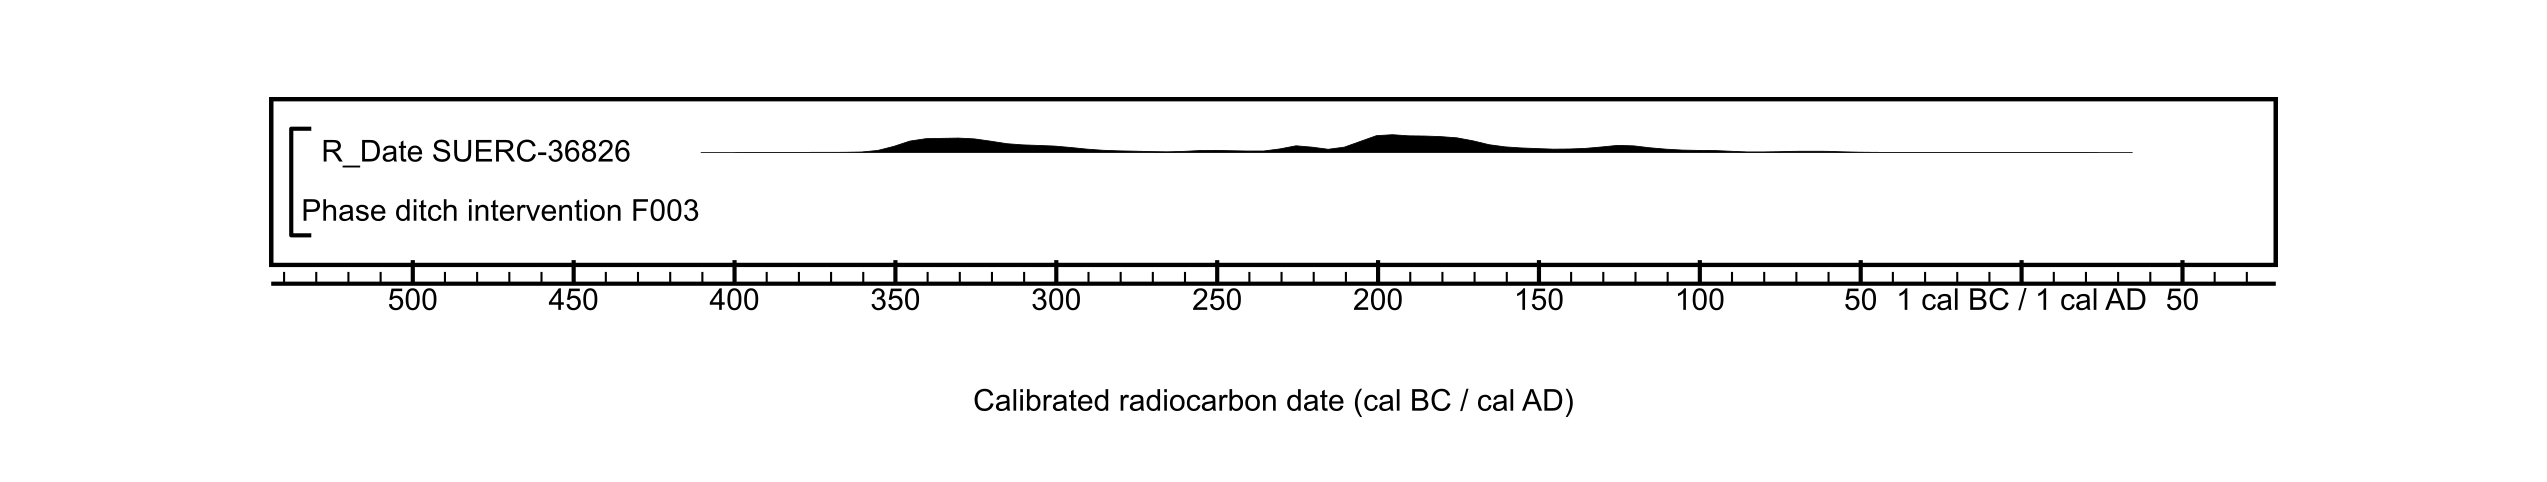 R_Date SUERC-36826
Phase ditch intervention F003
500 450 400 350 300 250 200 150 100 50 1 cal BC / 1 cal AD 50
Calibrated radiocarbon date (cal BC / cal AD)